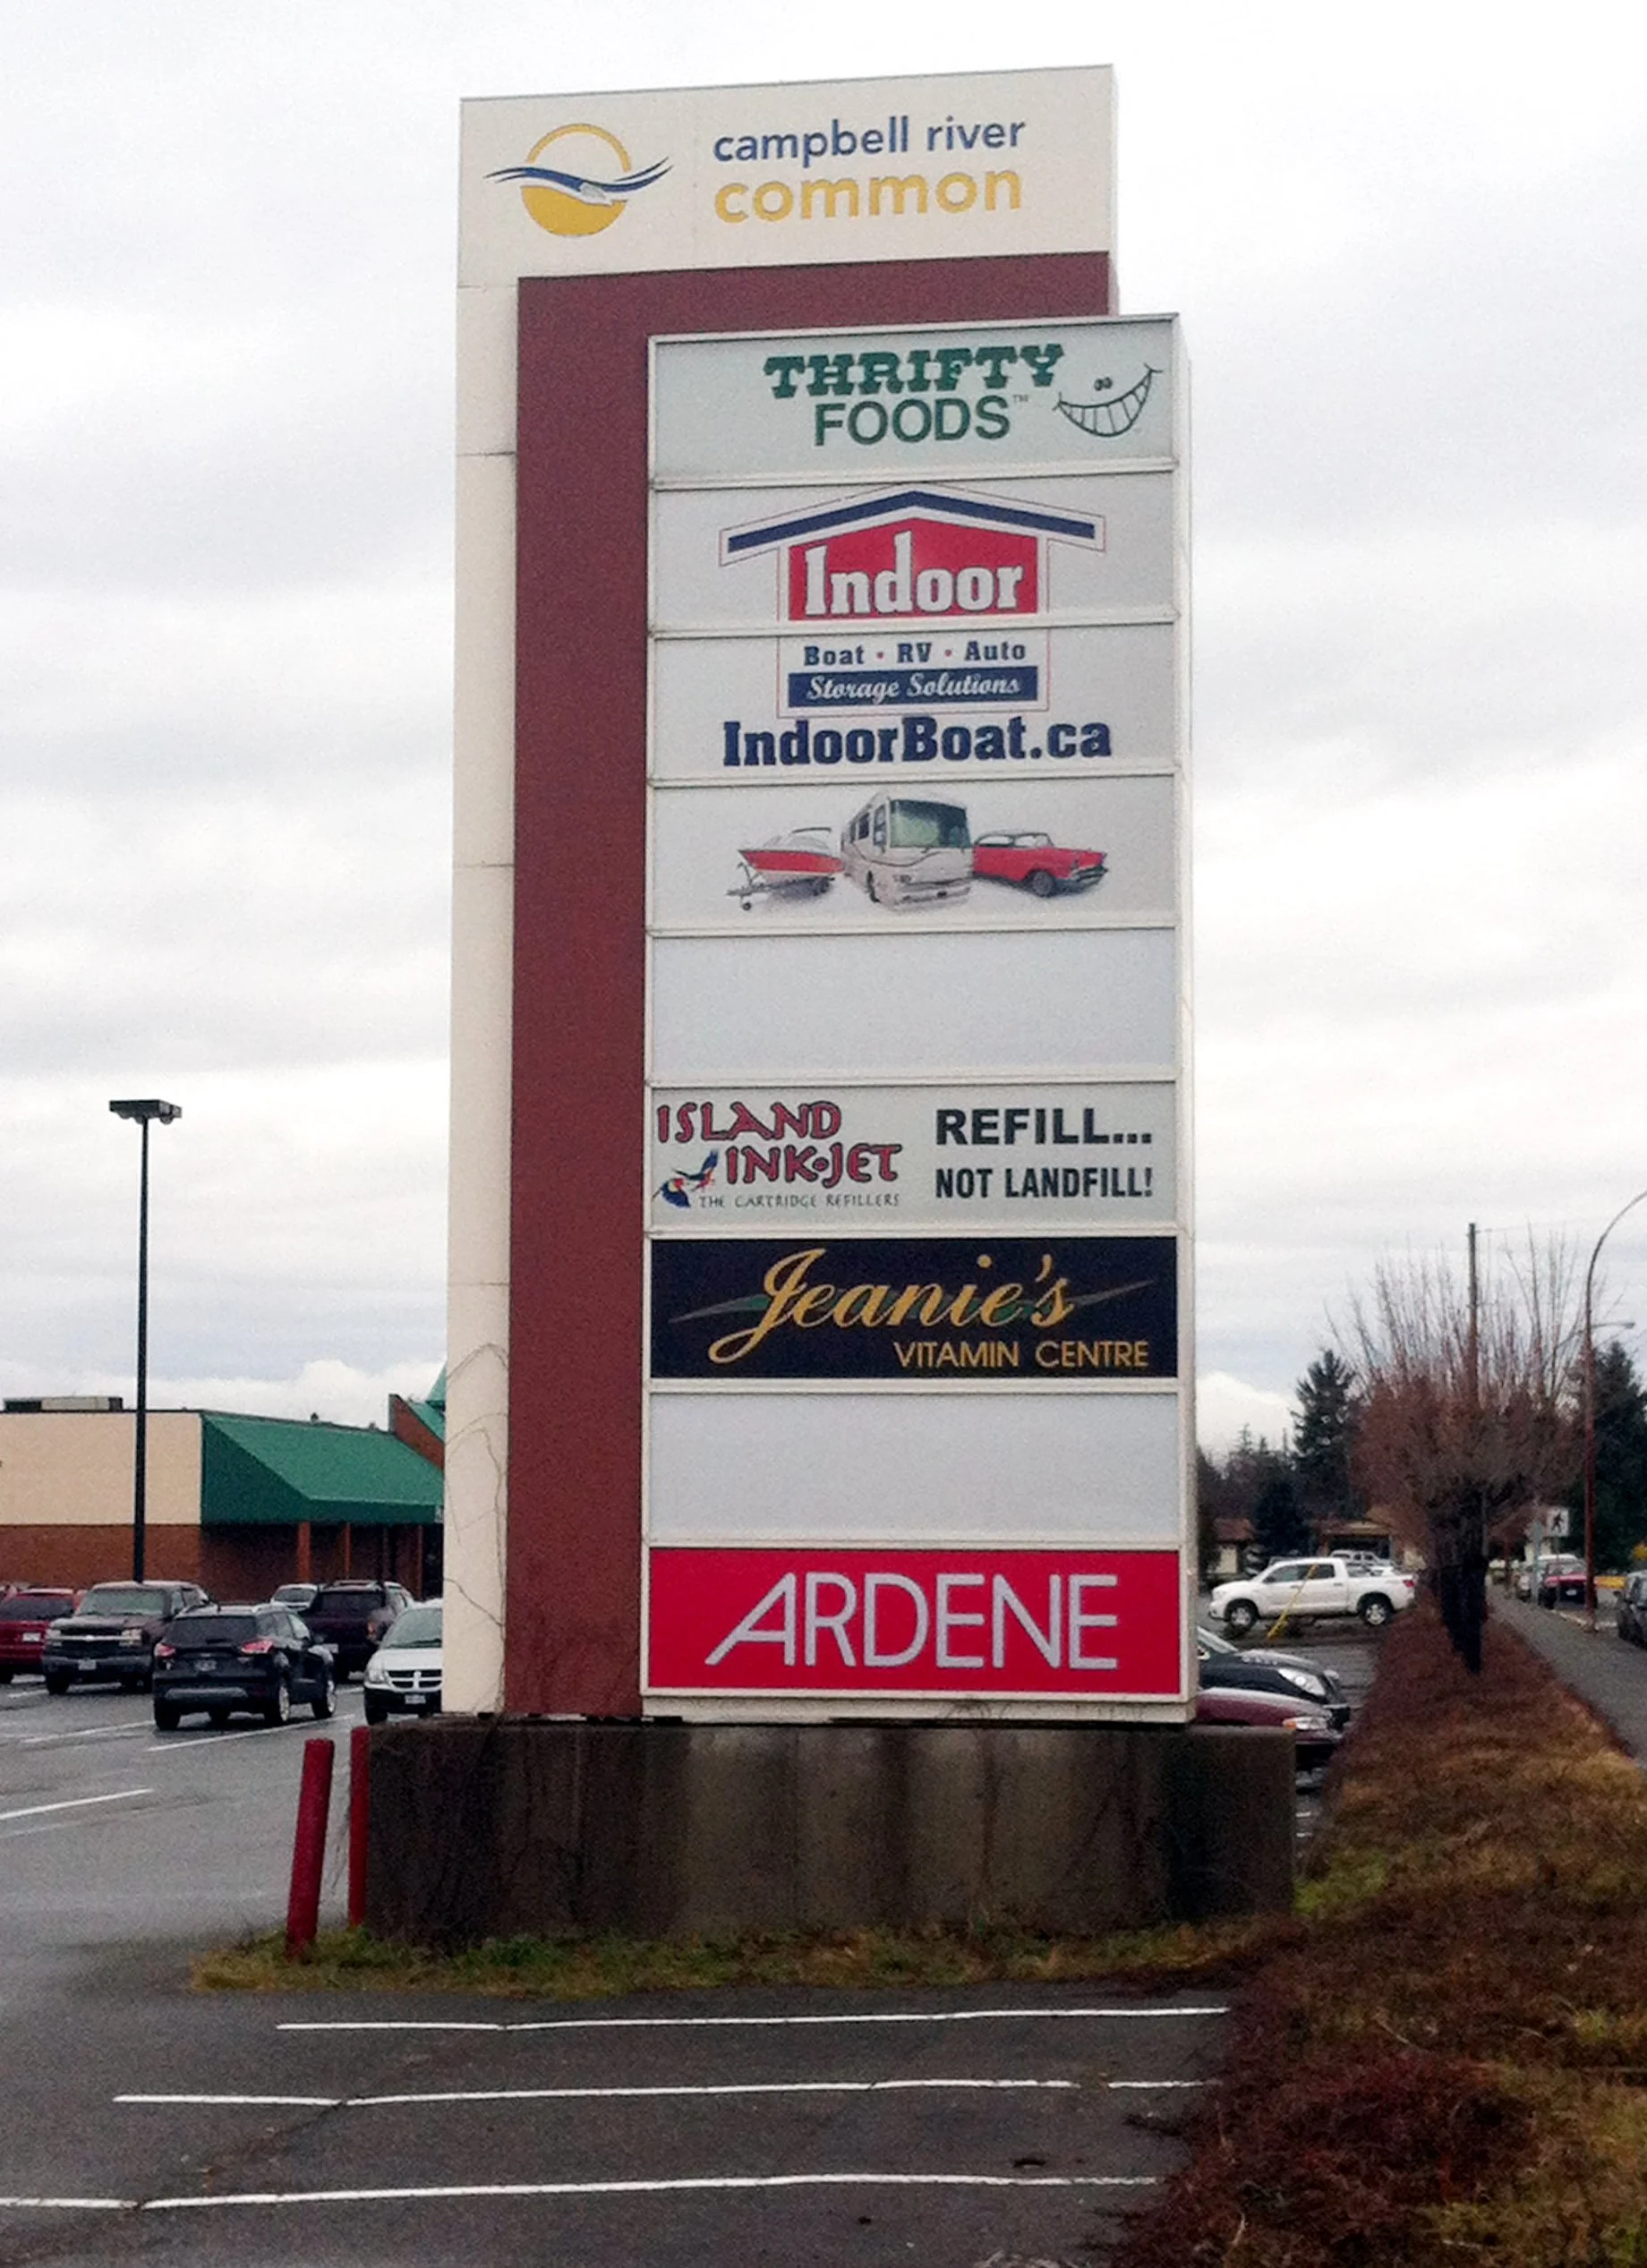 campbell river
common
THRIFTY
FOODS™
Indoor
Boat • RV • Auto
Storage Solutions
IndoorBoat.ca
ISLAND
INK•JET
THE CARTRIDGE REFILLERS
REFILL...
NOT LANDFILL!
Jeanie's
VITAMIN CENTRE
ARDENE